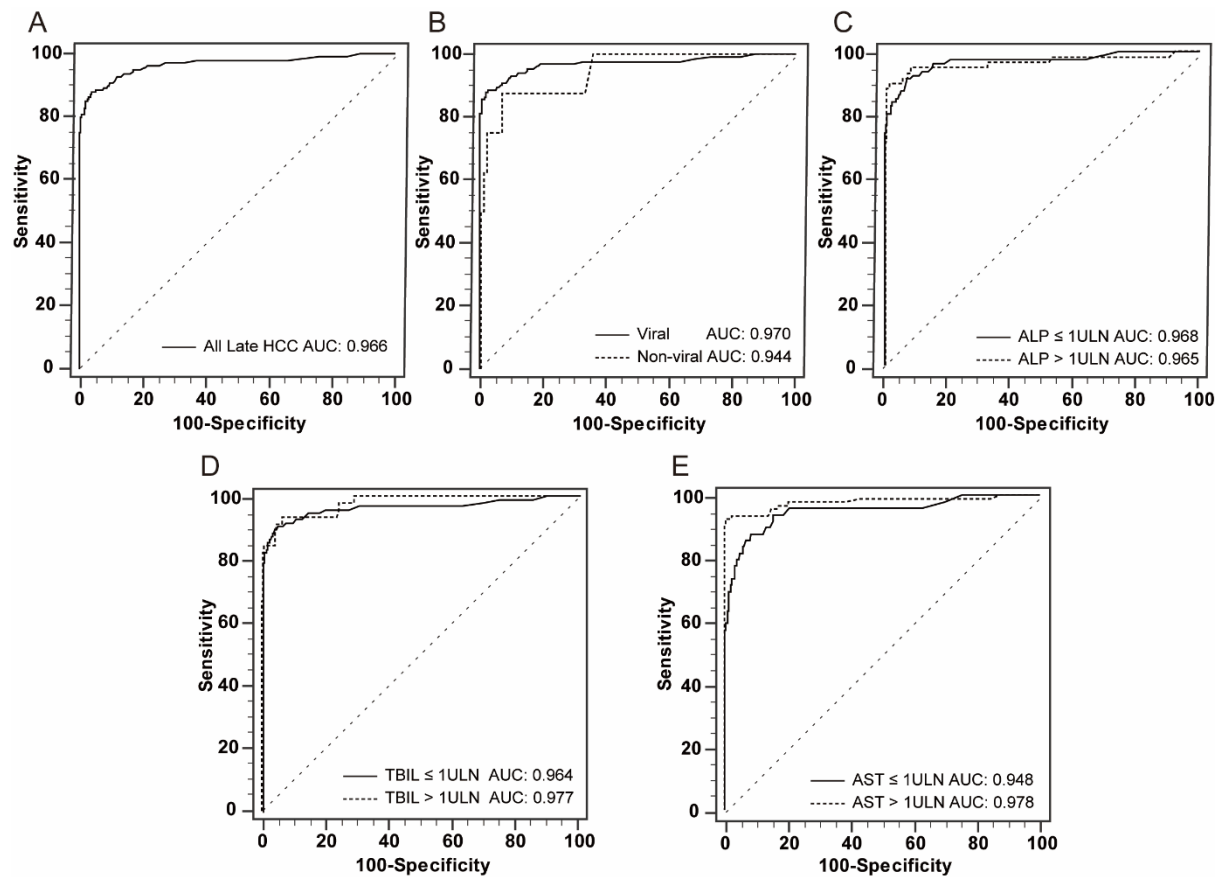 A
100
80
60
40
20
0
Sensitivity
All Late HCC AUC: 0.966
0 20 40 60 80 100
100-Specificity
B
100
80
60
40
20
0
Sensitivity
Viral AUC: 0.970
Non-viral AUC: 0.944
0 20 40 60 80 100
100-Specificity
C
100
80
60
40
20
0
Sensitivity
ALP ≤ 1ULN AUC: 0.968
ALP > 1ULN AUC: 0.965
0 20 40 60 80 100
100-Specificity
D
100
80
60
40
20
0
Sensitivity
TBIL ≤ 1ULN AUC: 0.964
TBIL > 1ULN AUC: 0.977
0 20 40 60 80 100
100-Specificity
E
100
80
60
40
20
0
Sensitivity
AST ≤ 1ULN AUC: 0.948
AST > 1ULN AUC: 0.978
0 20 40 60 80 100
100-Specificity